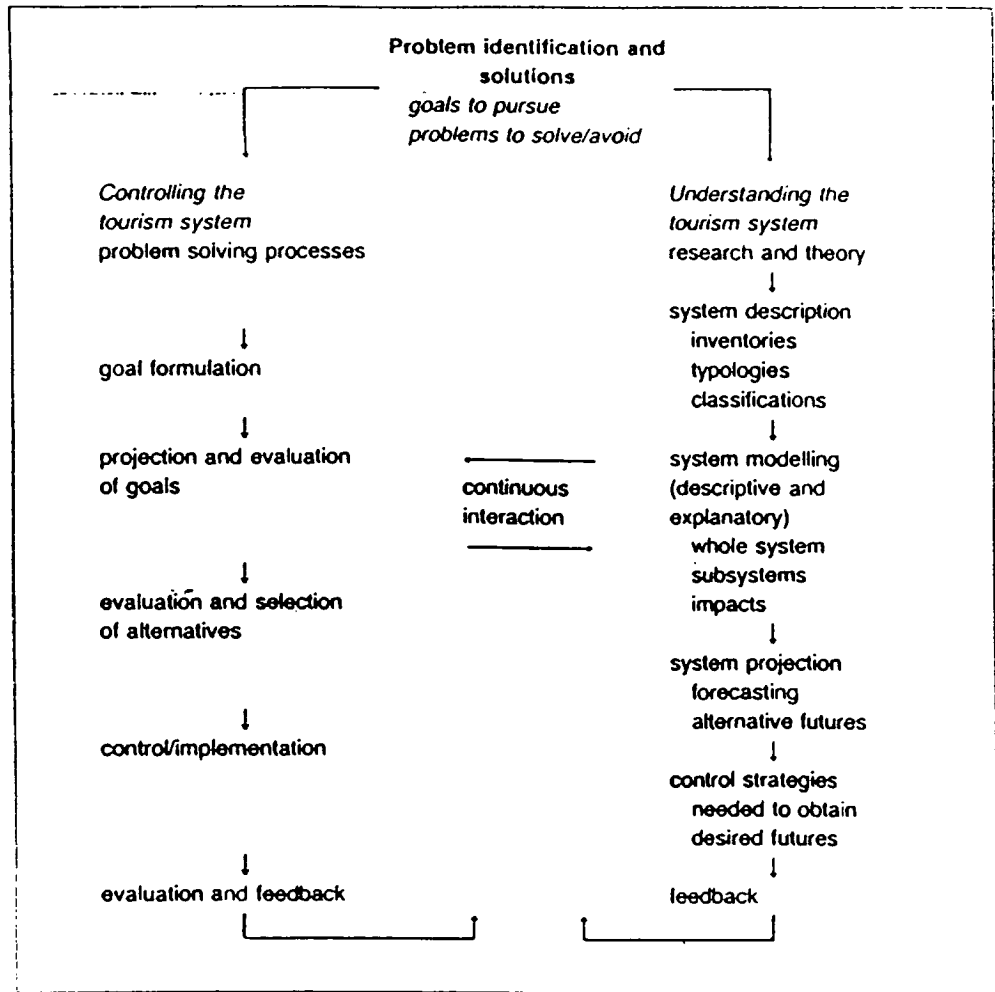 Problem identification and
solutions
goals to pursue
problems to solve/avoid
Controlling the
tourism system
problem solving processes
goal formulation
projection and evaluation
of goals
evaluation and selection
of alternatives
control/implementation
evaluation and feedback
continuous
interaction
Understanding the
tourism system
research and theory
system description
inventories
typologies
classifications
system modelling
(descriptive and
explanatory)
whole system
subsystems
impacts
system projection
forecasting
alternative futures
control strategies
needed to obtain
desired futures
feedback